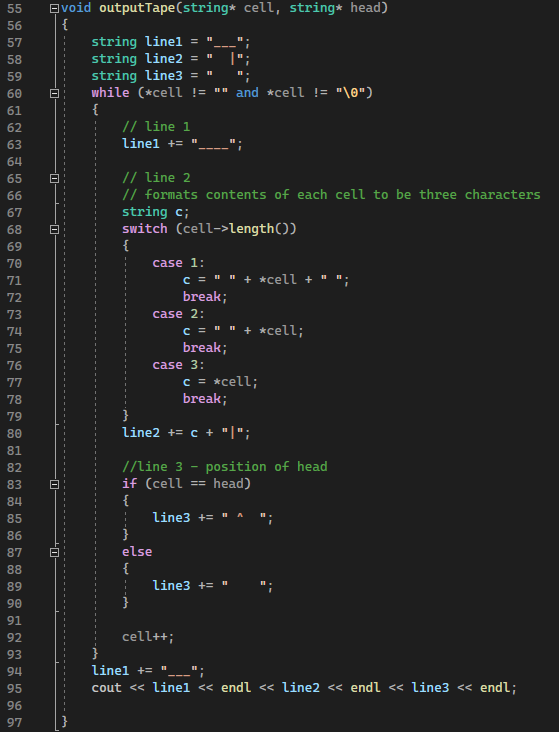 55 void outputTape(string* cell, string* head)
56 {
57     string line1 = "___";
58     string line2 = "  |";
59     string line3 = "   ";
60     while (*cell != "" and *cell != "\0")
61     {
62         // line 1
63         line1 += "____";
64
65         // line 2
66         // formats contents of each cell to be three characters
67         string c;
68         switch (cell->length())
69         {
70             case 1:
71                 c = " " + *cell + " ";
72                 break;
73             case 2:
74                 c = " " + *cell;
75                 break;
76             case 3:
77                 c = *cell;
78                 break;
79         }
80         line2 += c + "|";
81
82         //line 3 - position of head
83         if (cell == head)
84         {
85             line3 += " ^  ";
86         }
87         else
88         {
89             line3 += "    ";
90         }
91
92         cell++;
93     }
94     line1 += "___";
95     cout << line1 << endl << line2 << endl << line3 << endl;
96
97 }